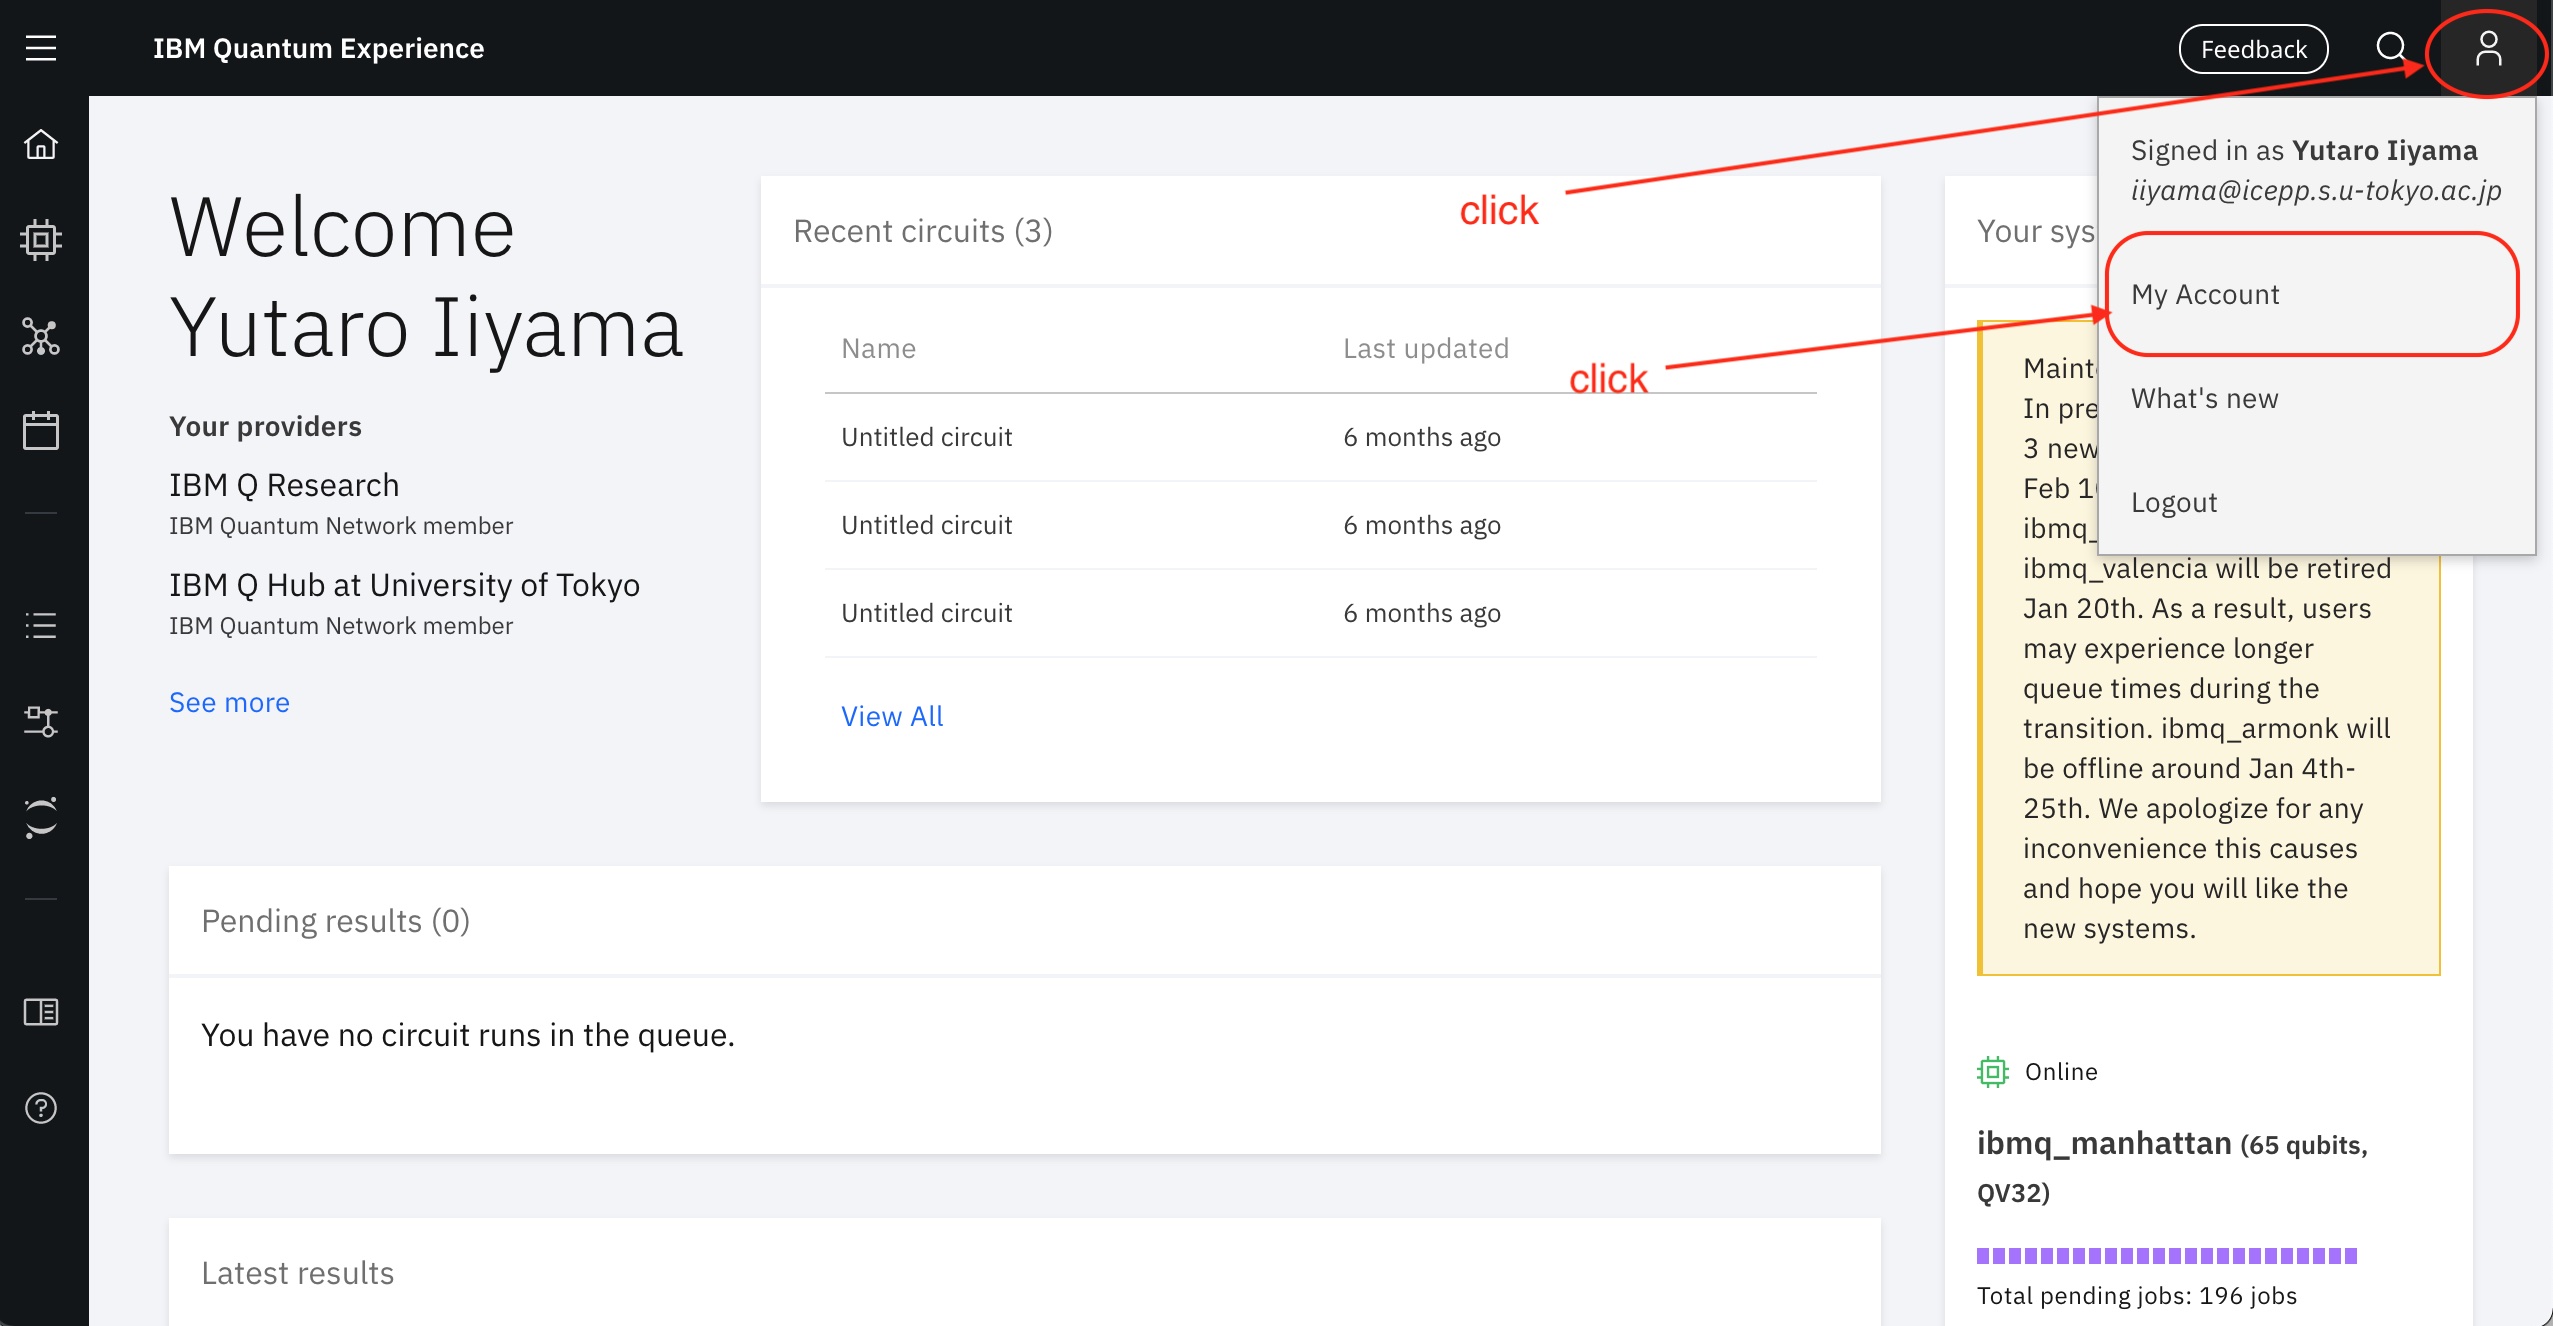 IBM Quantum Experience
Feedback
Signed in as Yutaro Iiyama
iiyama@icepp.s.u-tokyo.ac.jp
My Account
What's new
Logout
click
click
Welcome
Yutaro Iiyama
Your providers
IBM Q Research
IBM Quantum Network member
IBM Q Hub at University of Tokyo
IBM Quantum Network member
See more
Recent circuits (3)
Name Last updated
Untitled circuit 6 months ago
Untitled circuit 6 months ago
Untitled circuit 6 months ago
View All
Pending results (0)
You have no circuit runs in the queue.
Latest results
Your sys
Maint
In pre
3 new
Feb 1
ibmq_
ibmq_valencia will be retired
Jan 20th. As a result, users
may experience longer
queue times during the
transition. ibmq_armonk will
be offline around Jan 4th-
25th. We apologize for any
inconvenience this causes
and hope you will like the
new systems.
Online
ibmq_manhattan (65 qubits,
QV32)
Total pending jobs: 196 jobs